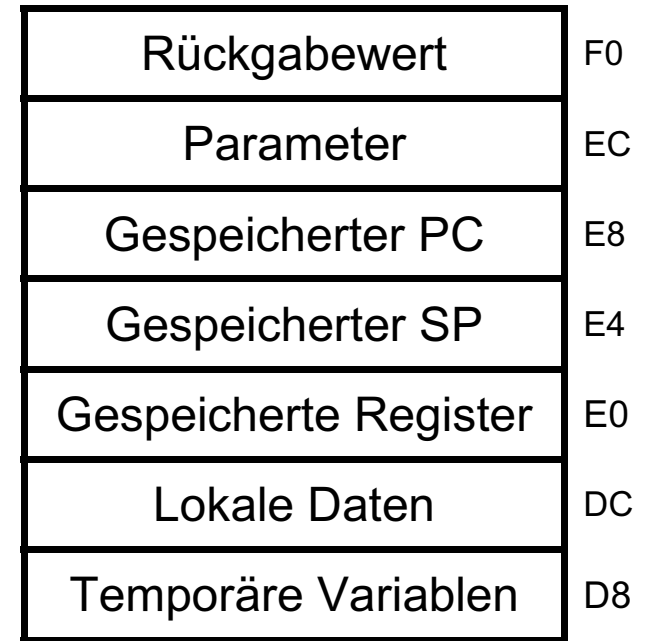 Rückgabewert F0
Parameter EC
Gespeicherter PC E8
Gespeicherter SP E4
Gespeicherte Register E0
Lokale Daten DC
Temporäre Variablen D8